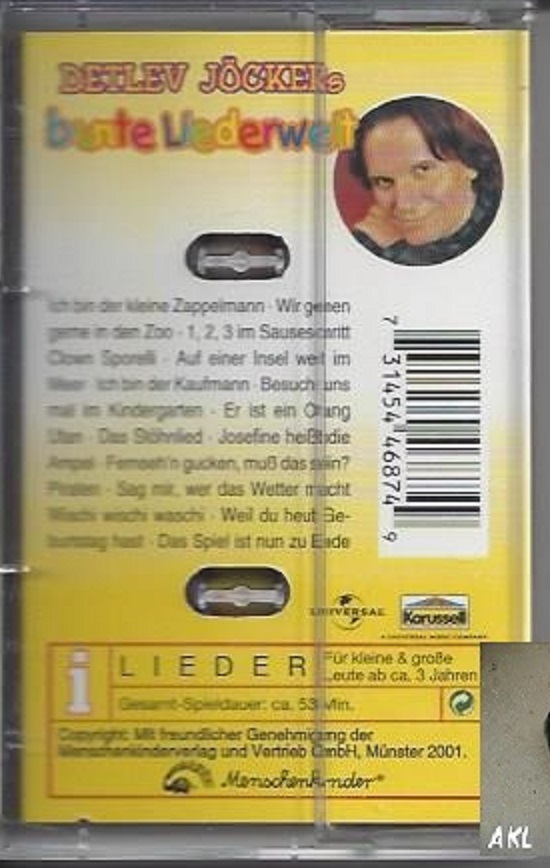 DETLEV JÖCKERs
bunte Liederwelt
Ich bin der kleine Zappelmann · Wir gehen
gerne in den Zoo · 1, 2, 3 im Sauseschritt
Clown Sporelli · Auf einer Insel weit im
Meer · Ich bin der Kaufmann · Besuch uns
mal im Kindergarten · Er ist ein Orang
Utan · Das Stöhnlied · Josefine heißt die
Ampel · Fernseh'n gucken, muß das sein?
Piraten · Sag mir, wer das Wetter macht
Wischi wischi waschi · Weil du heut Ge-
burtstag hast · Das Spiel ist nun zu Ende
7 31454 46874 9
UNIVERSAL
Karussell
A UNIVERSAL MUSIC COMPANY
i
LIEDER
Für kleine & große
Leute ab ca. 3 Jahren
Gesamt-Spieldauer: ca. 53 Min.
Copyright: Mit freundlicher Genehmigung der
Menschenkinderverlag und Vertrieb GmbH, Münster 2001.
Menschenkinder®
AKL